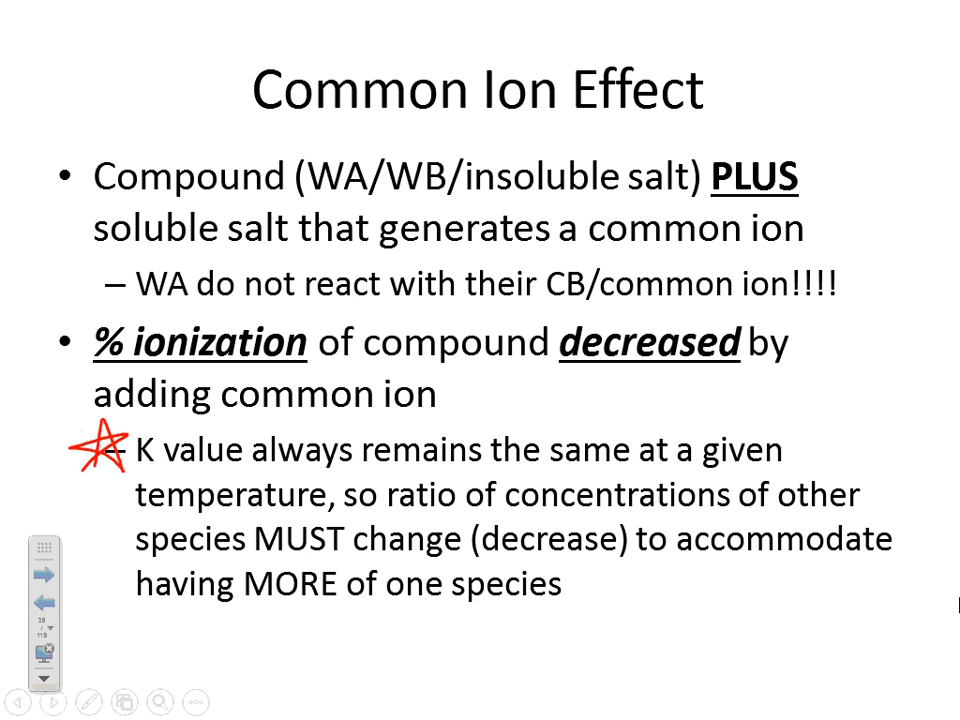 Common Ion Effect
• Compound (WA/WB/insoluble salt) PLUS
soluble salt that generates a common ion
– WA do not react with their CB/common ion!!!!
• % ionization of compound decreased by
adding common ion
– K value always remains the same at a given
temperature, so ratio of concentrations of other
species MUST change (decrease) to accommodate
having MORE of one species
39
/
119